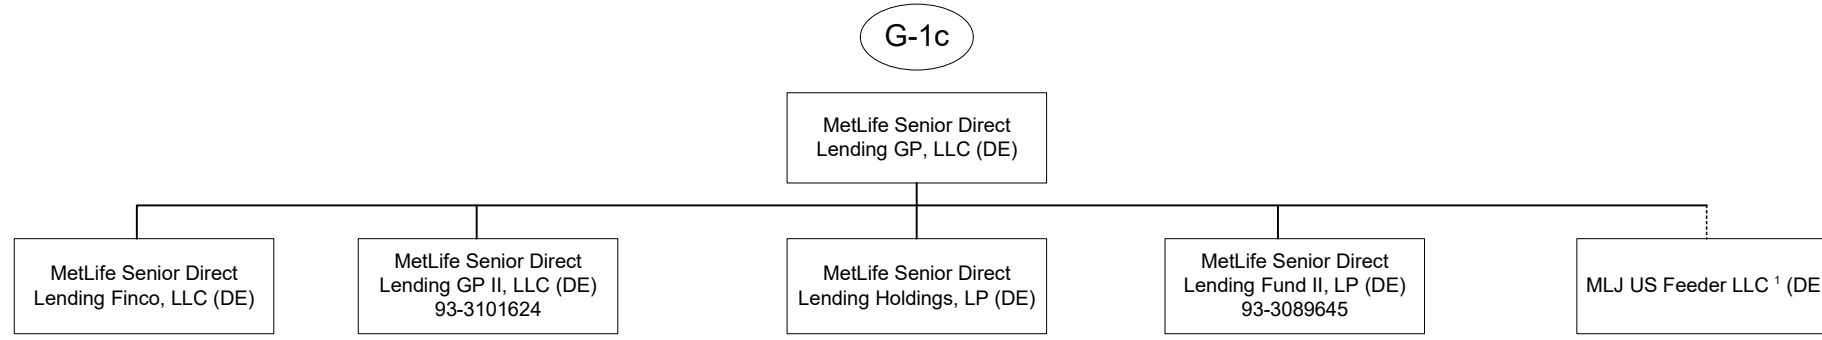 G-1c
MetLife Senior Direct
Lending GP, LLC (DE)
MetLife Senior Direct
Lending Finco, LLC (DE)
MetLife Senior Direct
Lending GP II, LLC (DE)
93-3101624
MetLife Senior Direct
Lending Holdings, LP (DE)
MetLife Senior Direct
Lending Fund II, LP (DE)
93-3089645
MLJ US Feeder LLC ¹ (DE